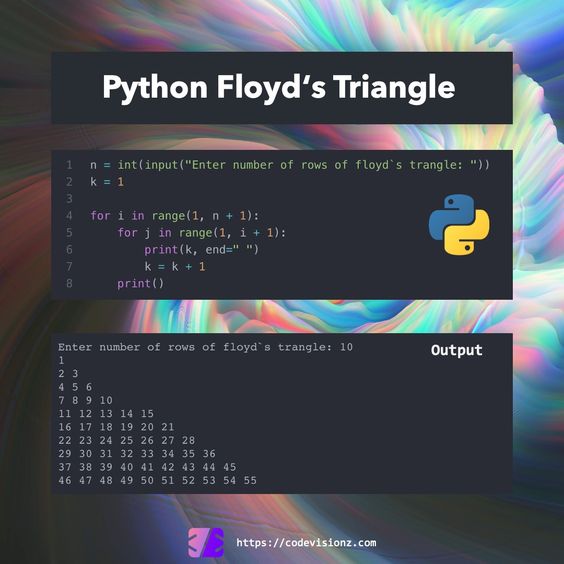 Python Floyd‘s Triangle
1 n = int(input("Enter number of rows of floyd`s trangle: "))
2 k = 1
3
4 for i in range(1, n + 1):
5     for j in range(1, i + 1):
6         print(k, end=" ")
7         k = k + 1
8     print()
Enter number of rows of floyd`s trangle: 10
Output
1
2 3
4 5 6
7 8 9 10
11 12 13 14 15
16 17 18 19 20 21
22 23 24 25 26 27 28
29 30 31 32 33 34 35 36
37 38 39 40 41 42 43 44 45
46 47 48 49 50 51 52 53 54 55
https://codevisionz.com